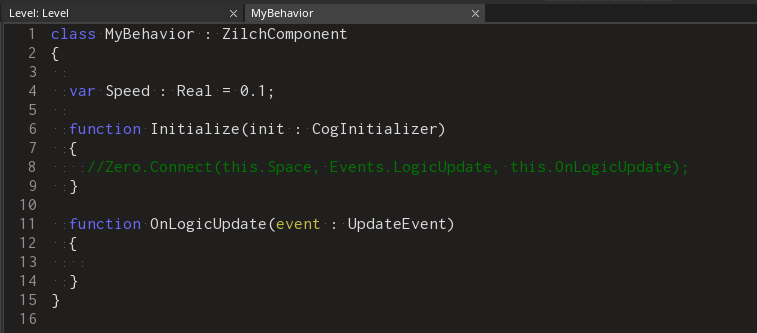 Level: Level × MyBehavior ×
1 class MyBehavior : ZilchComponent
2 {
3
4 var Speed : Real = 0.1;
5
6 function Initialize(init : CogInitializer)
7 {
8 //Zero.Connect(this.Space, Events.LogicUpdate, this.OnLogicUpdate);
9 }
10
11 function OnLogicUpdate(event : UpdateEvent)
12 {
13
14 }
15 }
16